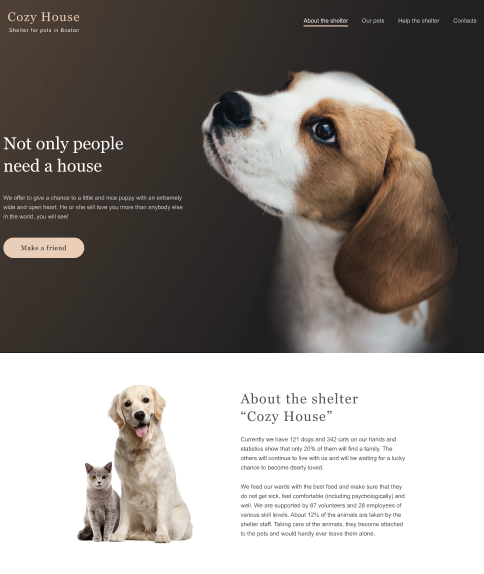 Cozy House
Shelter for pets in Boston
About the shelter
Our pets
Help the shelter
Contacts
Not only people
need a house
We offer to give a chance to a little and nice puppy with an extremely
wide and open heart. He or she will love you more than anybody else
in the world, you will see!
Make a friend
About the shelter
“Cozy House”
Currently we have 121 dogs and 342 cats on our hands and
statistics show that only 20% of them will find a family. The
others will continue to live with us and will be waiting for a lucky
chance to become dearly loved.
We feed our wards with the best food and make sure that they
do not get sick, feel comfortable (including psychologically) and
well. We are supported by 87 volunteers and 28 employees of
various skill levels. About 12% of the animals are taken by the
shelter staff. Taking care of the animals, they become attached
to the pets and would hardly ever leave them alone.